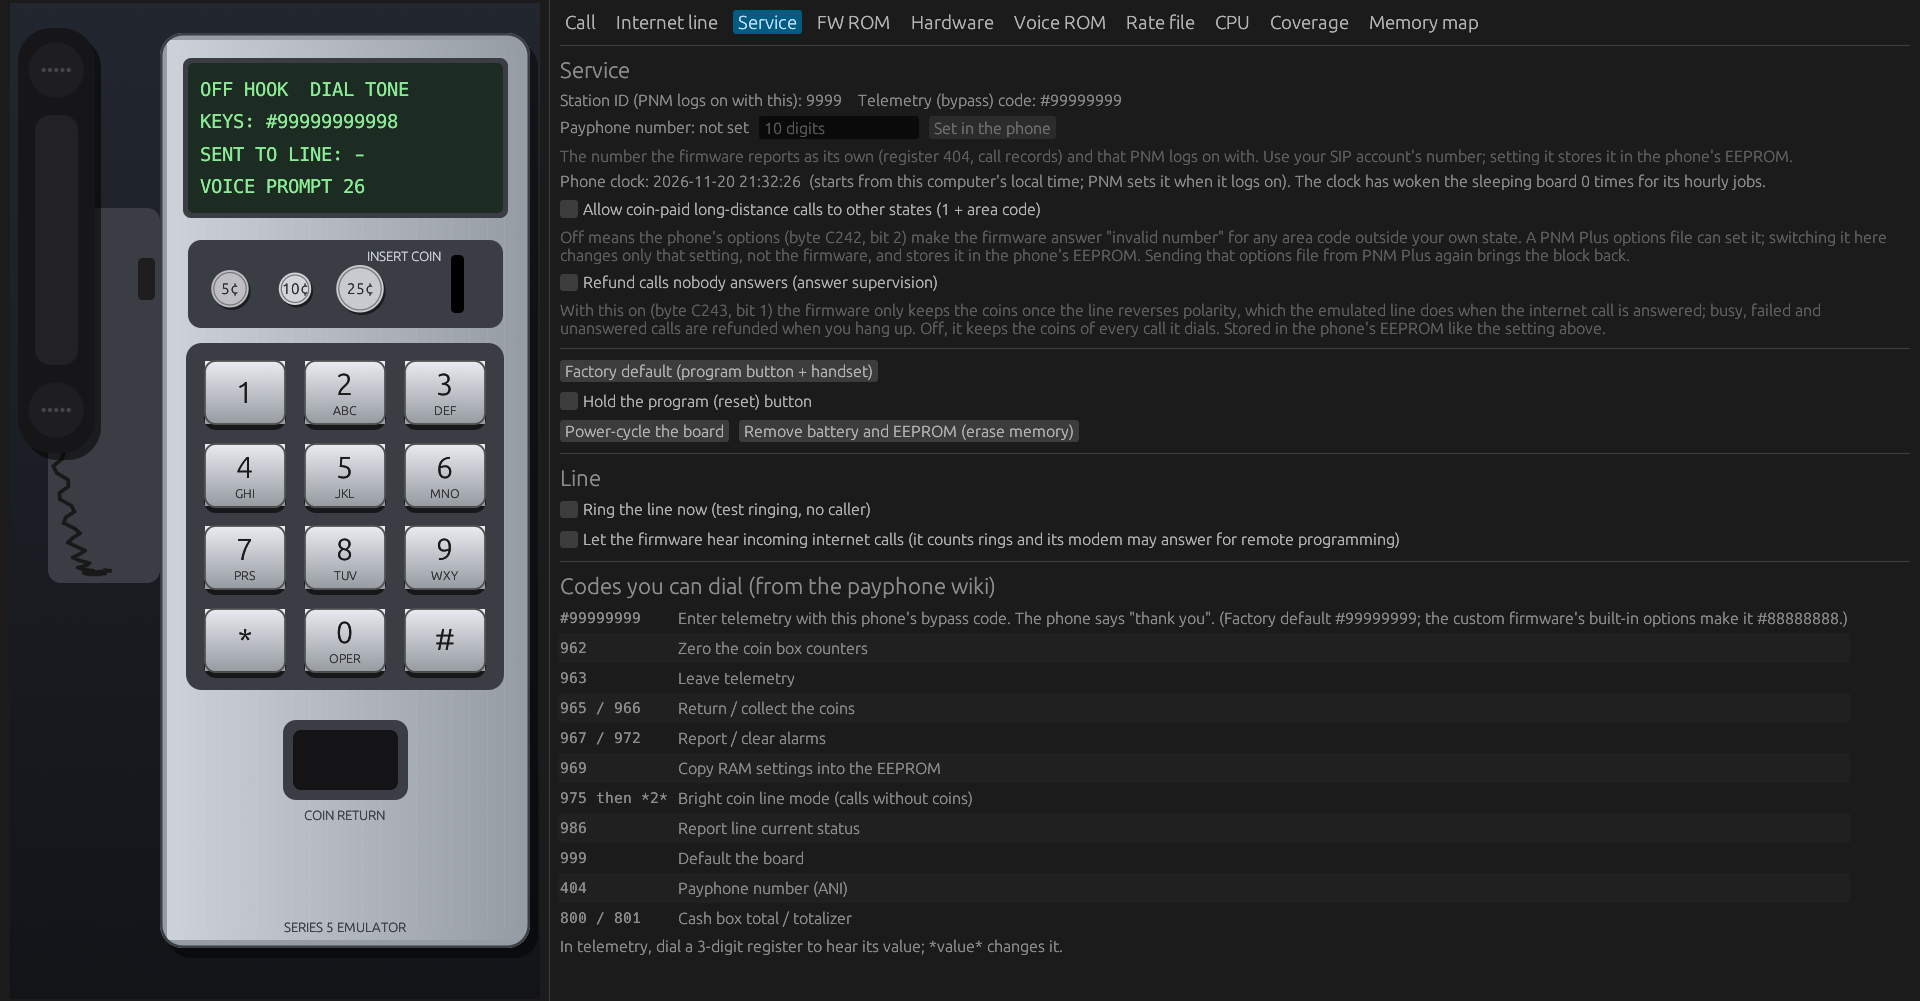 OFF HOOK  DIAL TONE
KEYS: #99999999998
SENT TO LINE: -
VOICE PROMPT 26
INSERT COIN
5¢ 10¢ 25¢
1 2 3
ABC DEF
4 5 6
GHI JKL MNO
7 8 9
PRS TUV WXY
* 0 #
OPER
COIN RETURN
SERIES 5 EMULATOR
Call Internet line Service FW ROM Hardware Voice ROM Rate file CPU Coverage Memory map
Service
Station ID (PNM logs on with this): 9999 Telemetry (bypass) code: #99999999
Payphone number: not set 10 digits Set in the phone
The number the firmware reports as its own (register 404, call records) and that PNM logs on with. Use your SIP account's number; setting it stores it in the phone's EEPROM.
Phone clock: 2026-11-20 21:32:26 (starts from this computer's local time; PNM sets it when it logs on). The clock has woken the sleeping board 0 times for its hourly jobs.
Allow coin-paid long-distance calls to other states (1 + area code)
Off means the phone's options (byte C242, bit 2) make the firmware answer "invalid number" for any area code outside your own state. A PNM Plus options file can set it; switching it here
changes only that setting, not the firmware, and stores it in the phone's EEPROM. Sending that options file from PNM Plus again brings the block back.
Refund calls nobody answers (answer supervision)
With this on (byte C243, bit 1) the firmware only keeps the coins once the line reverses polarity, which the emulated line does when the internet call is answered; busy, failed and
unanswered calls are refunded when you hang up. Off, it keeps the coins of every call it dials. Stored in the phone's EEPROM like the setting above.
Factory default (program button + handset)
Hold the program (reset) button
Power-cycle the board Remove battery and EEPROM (erase memory)
Line
Ring the line now (test ringing, no caller)
Let the firmware hear incoming internet calls (it counts rings and its modem may answer for remote programming)
Codes you can dial (from the payphone wiki)
#99999999 Enter telemetry with this phone's bypass code. The phone says "thank you". (Factory default #99999999; the custom firmware's built-in options make it #88888888.)
962 Zero the coin box counters
963 Leave telemetry
965 / 966 Return / collect the coins
967 / 972 Report / clear alarms
969 Copy RAM settings into the EEPROM
975 then *2* Bright coin line mode (calls without coins)
986 Report line current status
999 Default the board
404 Payphone number (ANI)
800 / 801 Cash box total / totalizer
In telemetry, dial a 3-digit register to hear its value; *value* changes it.